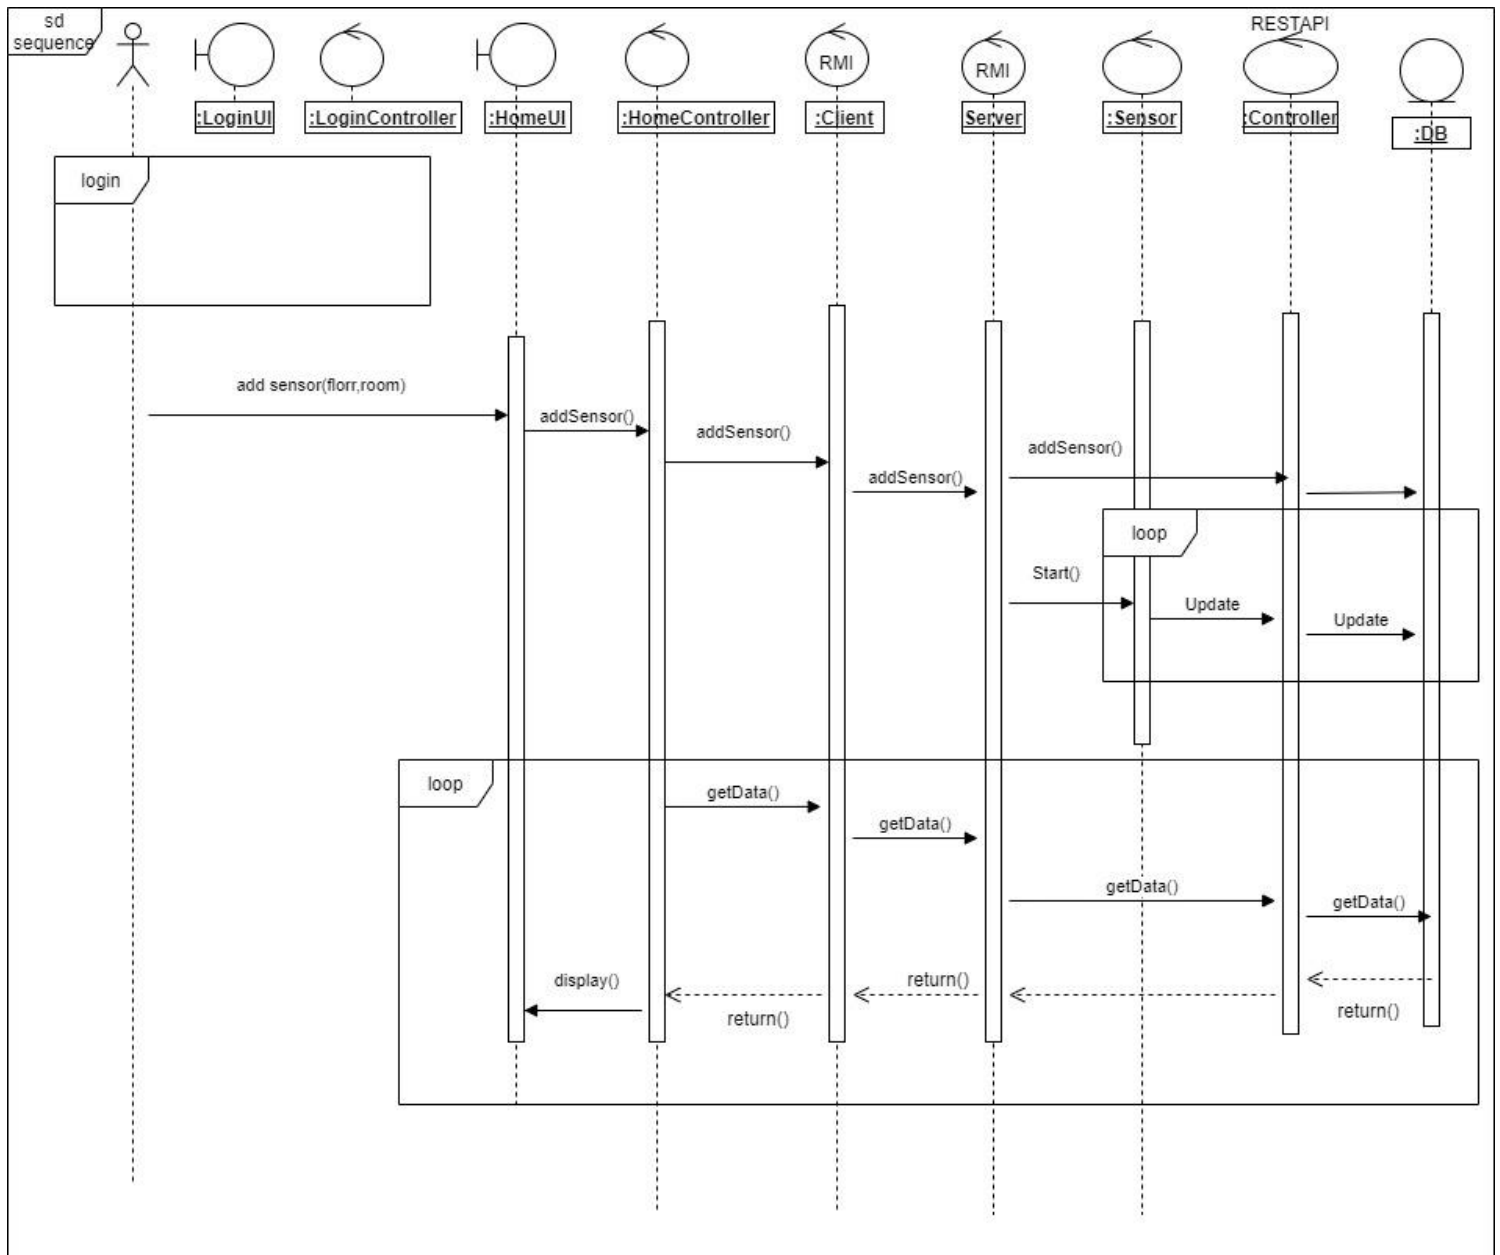 sd
sequence
RESTAPI
RMI
RMI
:LoginUI
:LoginController
:HomeUI
:HomeController
:Client
Server
:Sensor
:Controller
:DB
login
add sensor(florr,room)
addSensor()
addSensor()
addSensor()
addSensor()
loop
Start()
Update
Update
loop
getData()
getData()
getData()
getData()
display()
return()
return()
return()